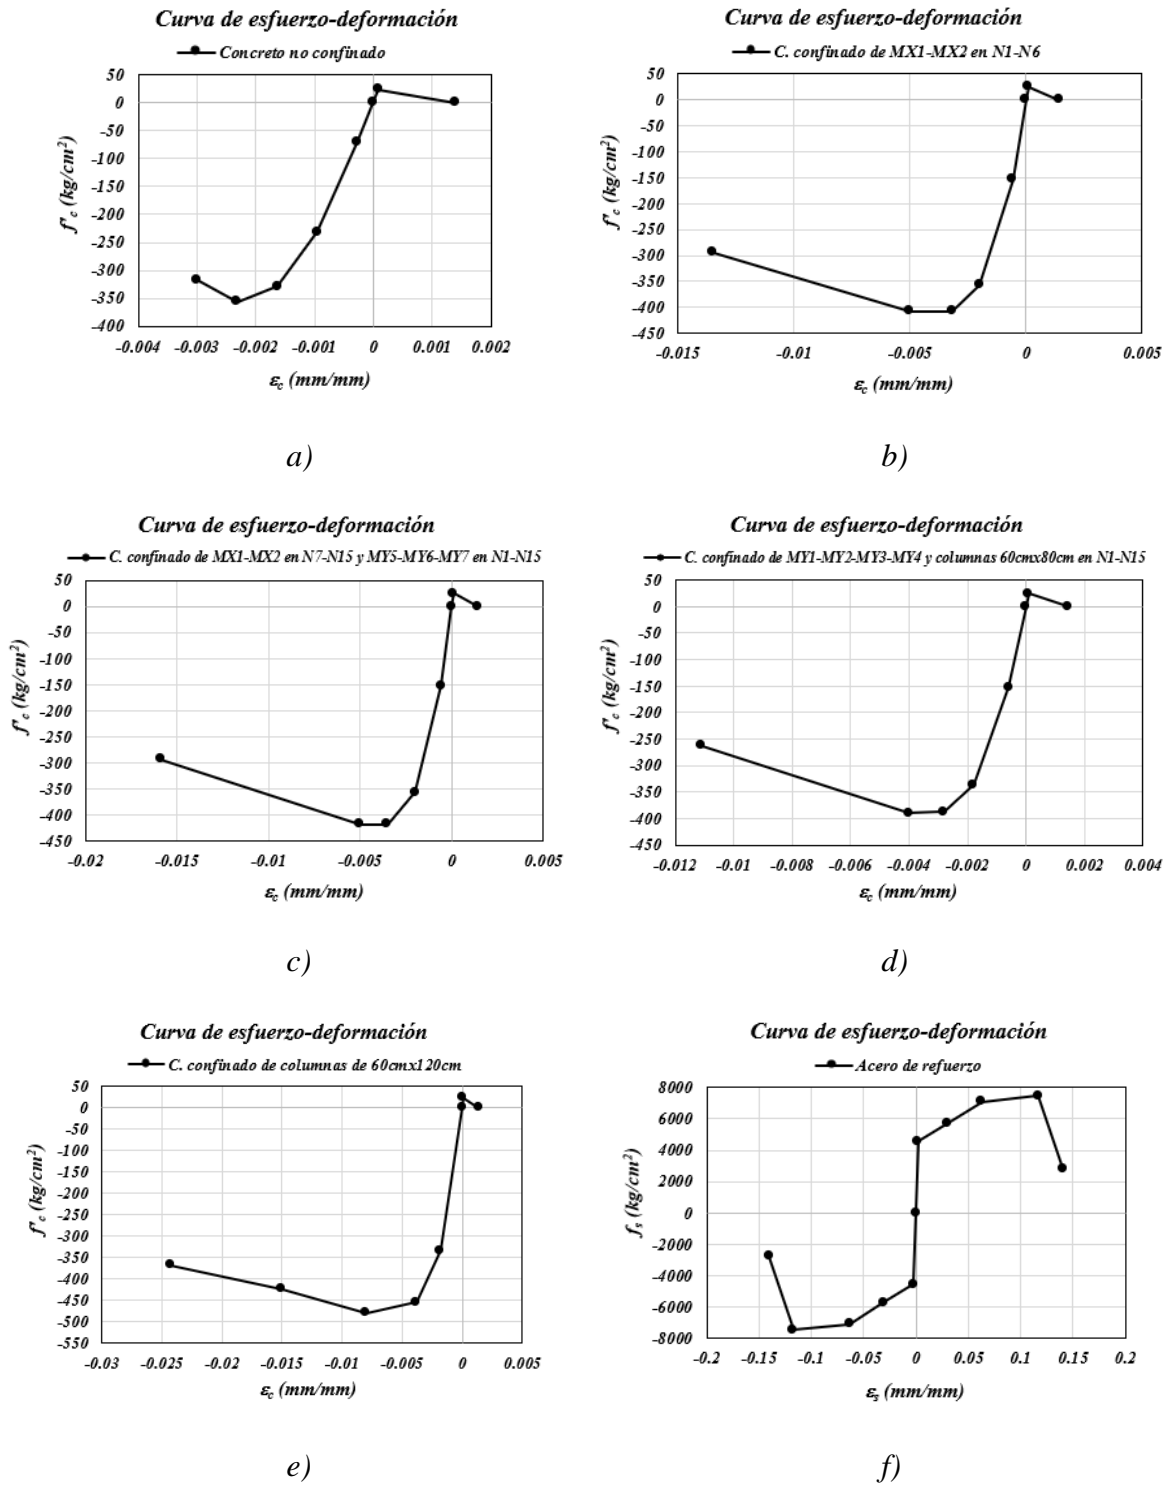 Curva de esfuerzo-deformación
Concreto no confinado
50
0
-50
-100
-150
-200
-250
-300
-350
-400
f'c (kg/cm²)
-0.004 -0.003 -0.002 -0.001 0 0.001 0.002
εc (mm/mm)
a)
Curva de esfuerzo-deformación
C. confinado de MX1-MX2 en N1-N6
50
0
-50
-100
-150
-200
-250
-300
-350
-400
-450
f'c (kg/cm²)
-0.015 -0.01 -0.005 0 0.005
εc (mm/mm)
b)
Curva de esfuerzo-deformación
C. confinado de MX1-MX2 en N7-N15 y MY5-MY6-MY7 en N1-N15
50
0
-50
-100
-150
-200
-250
-300
-350
-400
-450
f'c (kg/cm²)
-0.02 -0.015 -0.01 -0.005 0 0.005
εc (mm/mm)
c)
Curva de esfuerzo-deformación
C. confinado de MY1-MY2-MY3-MY4 y columnas 60cmx80cm en N1-N15
50
0
-50
-100
-150
-200
-250
-300
-350
-400
-450
f'c (kg/cm²)
-0.012 -0.01 -0.008 -0.006 -0.004 -0.002 0 0.002 0.004
εc (mm/mm)
d)
Curva de esfuerzo-deformación
C. confinado de columnas de 60cmx120cm
50
0
-50
-100
-150
-200
-250
-300
-350
-400
-450
-500
-550
f'c (kg/cm²)
-0.03 -0.025 -0.02 -0.015 -0.01 -0.005 0 0.005
εc (mm/mm)
e)
Curva de esfuerzo-deformación
Acero de refuerzo
8000
6000
4000
2000
0
-2000
-4000
-6000
-8000
fs (kg/cm²)
-0.2 -0.15 -0.1 -0.05 0 0.05 0.1 0.15 0.2
εs (mm/mm)
f)